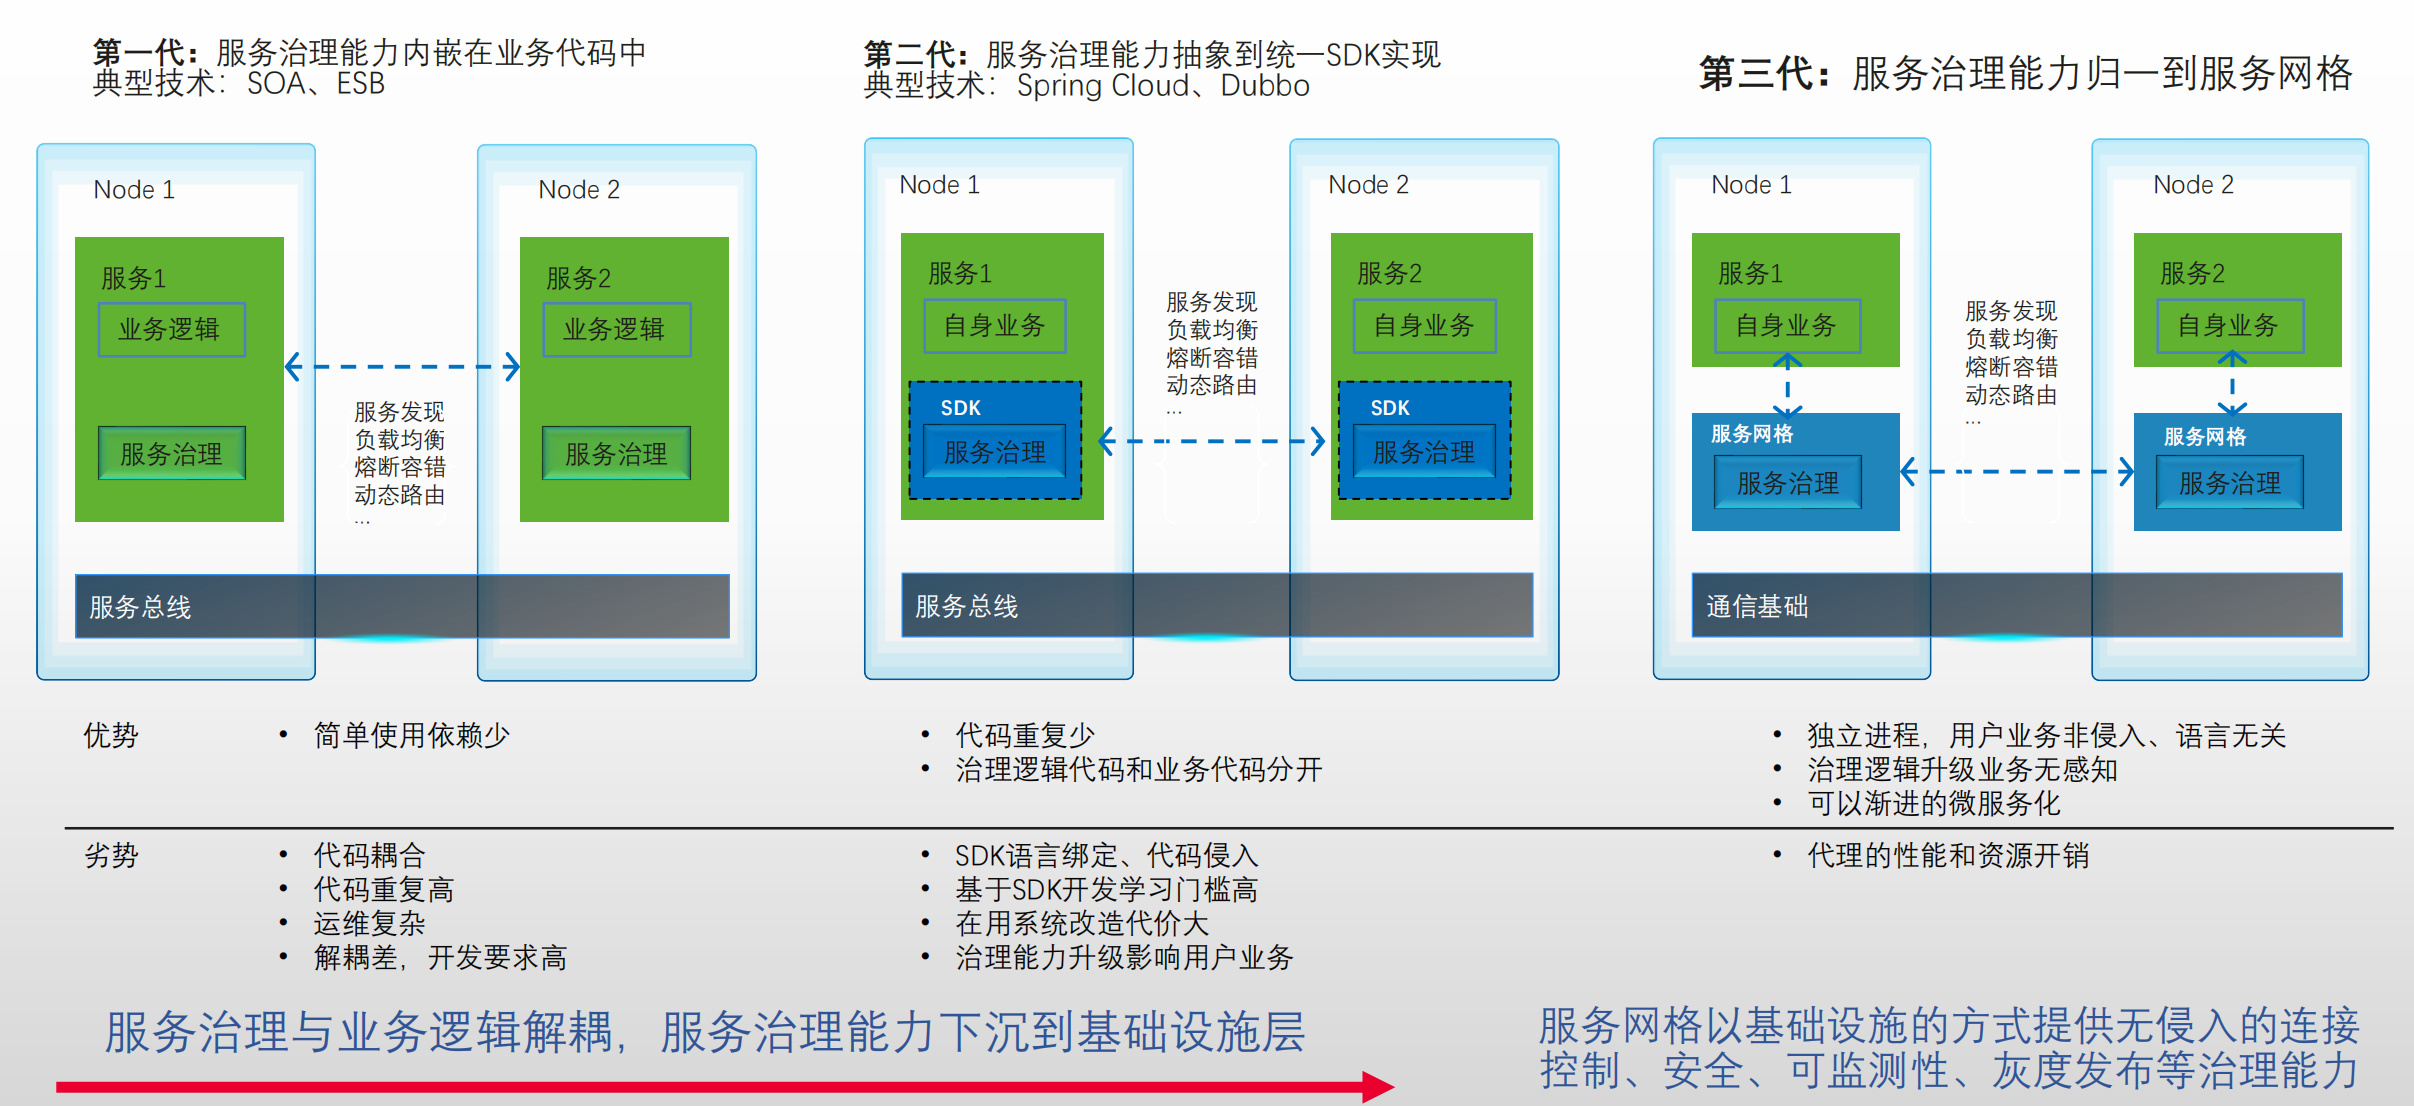 第一代：服务治理能力内嵌在业务代码中
典型技术：SOA、ESB
Node 1
服务1
业务逻辑
服务治理
Node 2
服务2
业务逻辑
服务治理
服务发现
负载均衡
熔断容错
动态路由
...
服务总线
第二代：服务治理能力抽象到统一SDK实现
典型技术：Spring Cloud、Dubbo
Node 1
服务1
自身业务
SDK
服务治理
服务发现
负载均衡
熔断容错
动态路由
...
Node 2
服务2
自身业务
SDK
服务治理
服务总线
第三代：服务治理能力归一到服务网格
Node 1
服务1
自身业务
服务网格
服务治理
服务发现
负载均衡
熔断容错
动态路由
...
Node 2
服务2
自身业务
服务网格
服务治理
通信基础
优势
• 简单使用依赖少
• 代码重复少
• 治理逻辑代码和业务代码分开
• 独立进程，用户业务非侵入、语言无关
• 治理逻辑升级业务无感知
• 可以渐进的微服务化
劣势
• 代码耦合
• 代码重复高
• 运维复杂
• 解耦差，开发要求高
• SDK语言绑定、代码侵入
• 基于SDK开发学习门槛高
• 在用系统改造代价大
• 治理能力升级影响用户业务
• 代理的性能和资源开销
服务治理与业务逻辑解耦，服务治理能力下沉到基础设施层
服务网格以基础设施的方式提供无侵入的连接
控制、安全、可监测性、灰度发布等治理能力